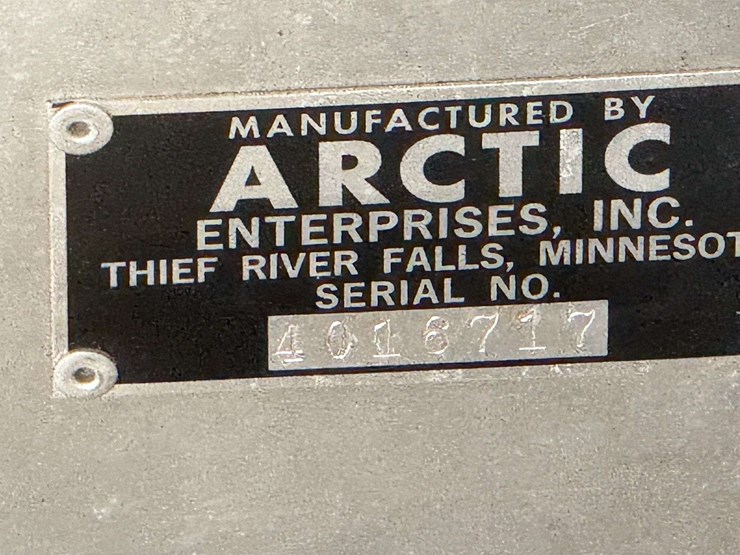 MANUFACTURED BY
ARCTIC
ENTERPRISES, INC.
THIEF RIVER FALLS, MINNESOT
SERIAL NO.
4016717